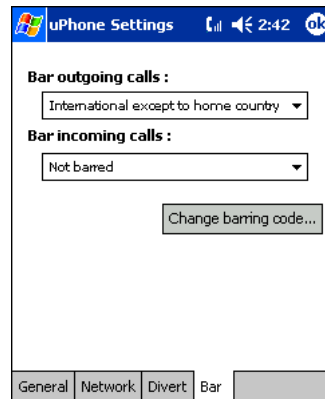 uPhone Settings 2:42 ok
Bar outgoing calls :
International except to home country
Bar incoming calls :
Not barred
Change barring code...
General Network Divert Bar